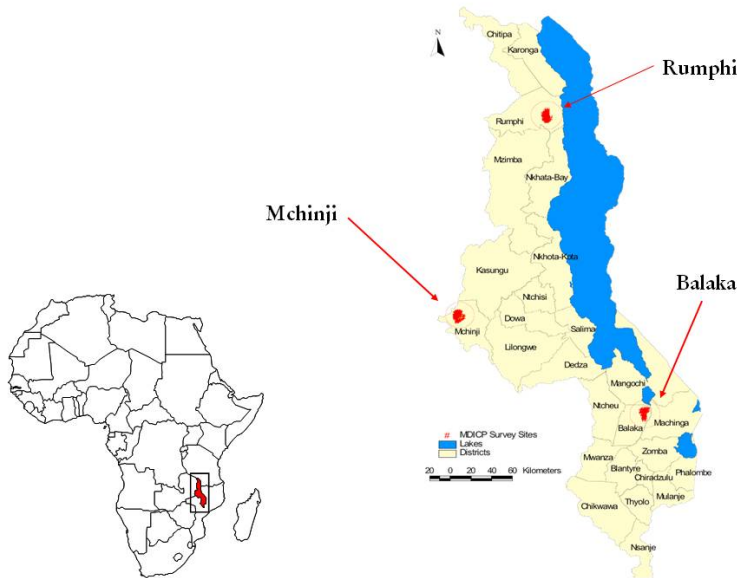 N
Chitipa
Karonga
Rumphi
Rumphi
Mzimba
Nkhata-Bay
Mchinji
Nkhota-Kota
Kasungu
Ntchisi
Dowa
Mchinji
Lilongwe
Salima
Dedza
Balaka
Mangochi
Ntcheu
Balaka
Machinga
# MDICP Survey Sites
Lakes
Districts
20 0 20 40 60 Kilometers
Mwanza
Zomba
Blantyre
Phalombe
Chiradzulu
Chikwawa
Thyolo
Mulanje
Nsanje